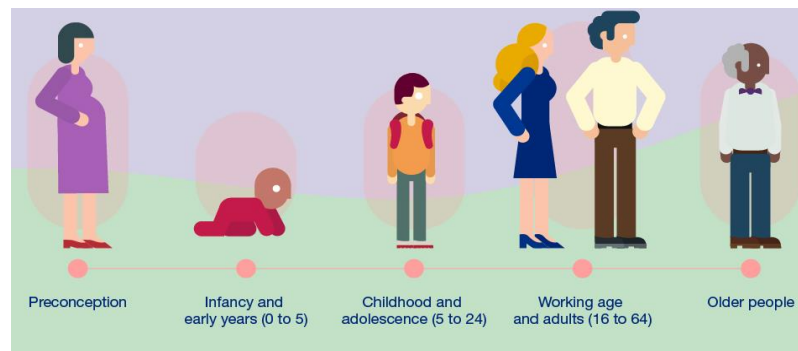 Preconception
Infancy and
early years (0 to 5)
Childhood and
adolescence (5 to 24)
Working age
and adults (16 to 64)
Older people